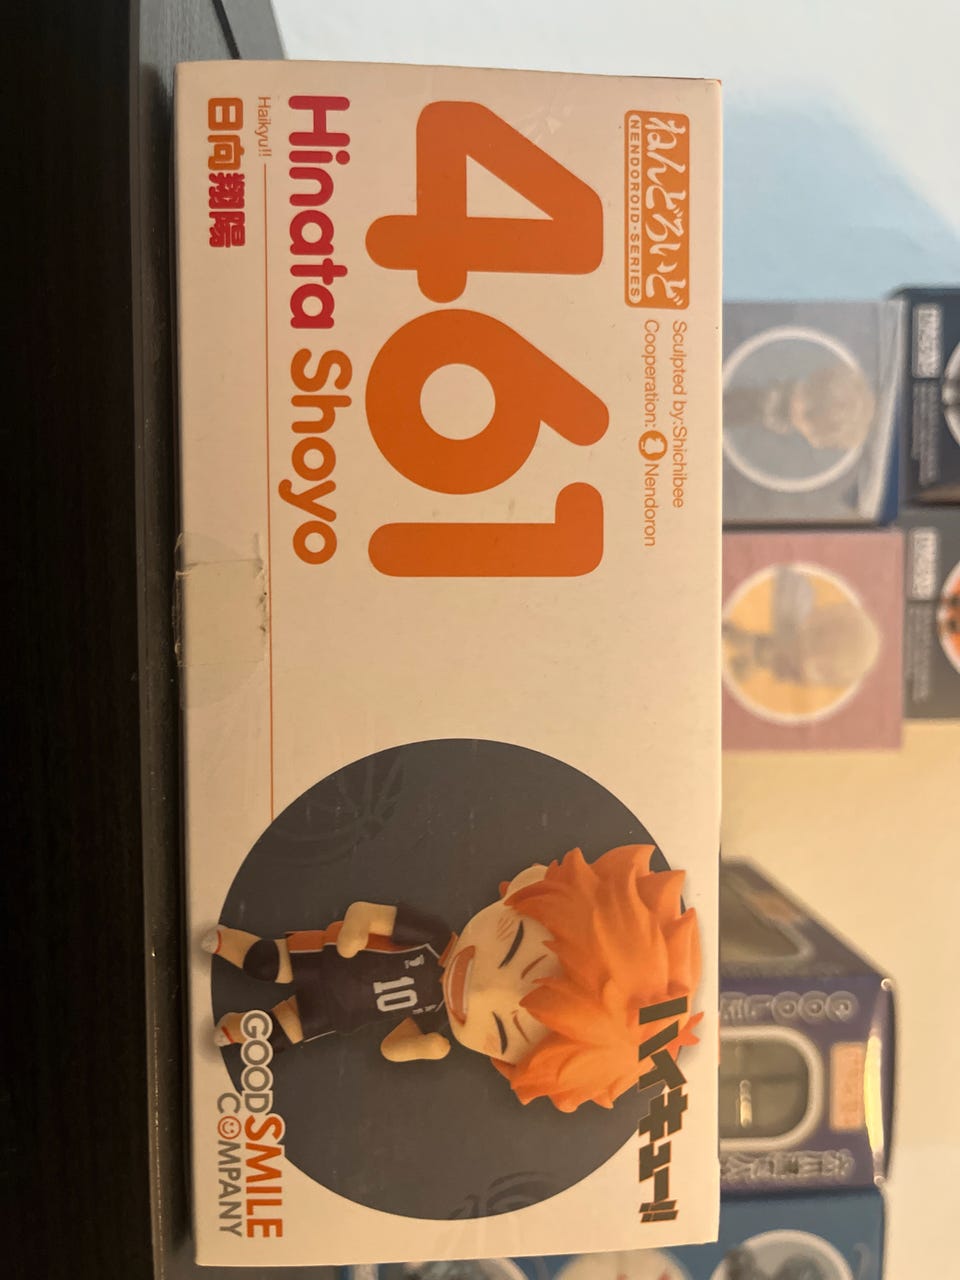 ねんどろいど
NENDOROID・SERIES
Sculpted by:Shichibee
Cooperation: Nendoron
461
Hinata Shoyo
Haikyu!!
日向翔陽
ハイキュー!!
10
GOODSMILE
COMPANY